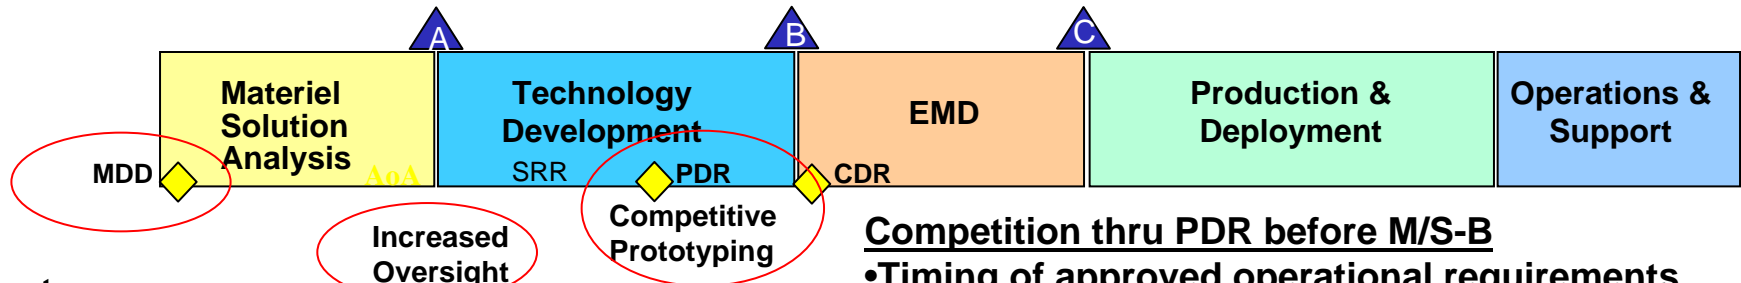 A
B
C
Materiel
Solution
Analysis
Technology
Development
EMD
Production &
Deployment
Operations &
Support
MDD
AoA
SRR
PDR
CDR
Competitive
Prototyping
Increased
Oversight
Competition thru PDR before M/S-B
•Timing of approved operational requirements